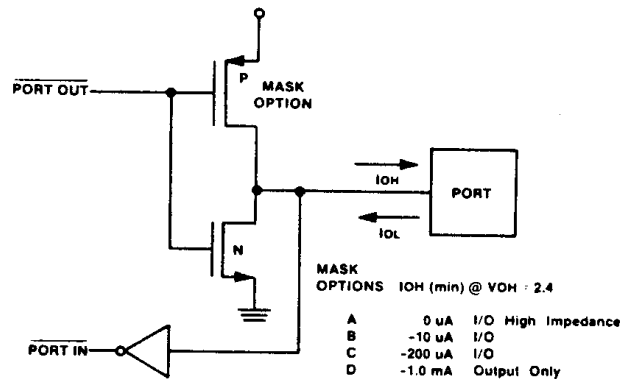 P
PORT OUT
MASK
OPTION
IOH
PORT
IOL
N
MASK
OPTIONS IOH (min) @ VOH : 2.4
A 0 uA I/O High Impedance
B -10 uA I/O
C -200 uA I/O
D -1.0 mA Output Only
PORT IN